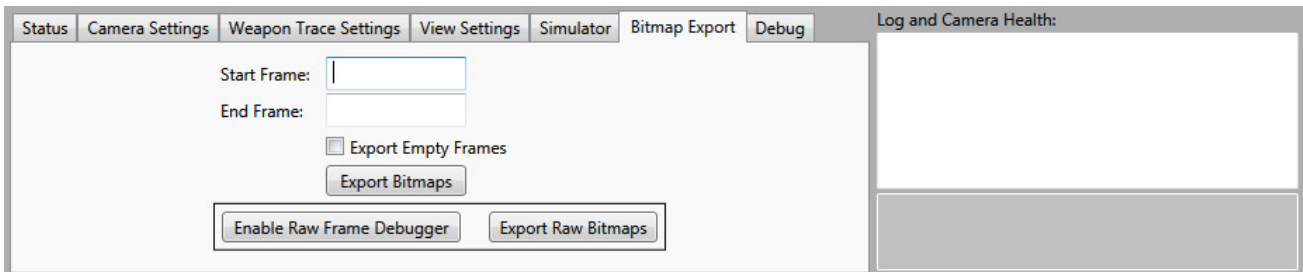 Status Camera Settings Weapon Trace Settings View Settings Simulator Bitmap Export Debug
Log and Camera Health:
Start Frame:
End Frame:
Export Empty Frames
Export Bitmaps
Enable Raw Frame Debugger Export Raw Bitmaps